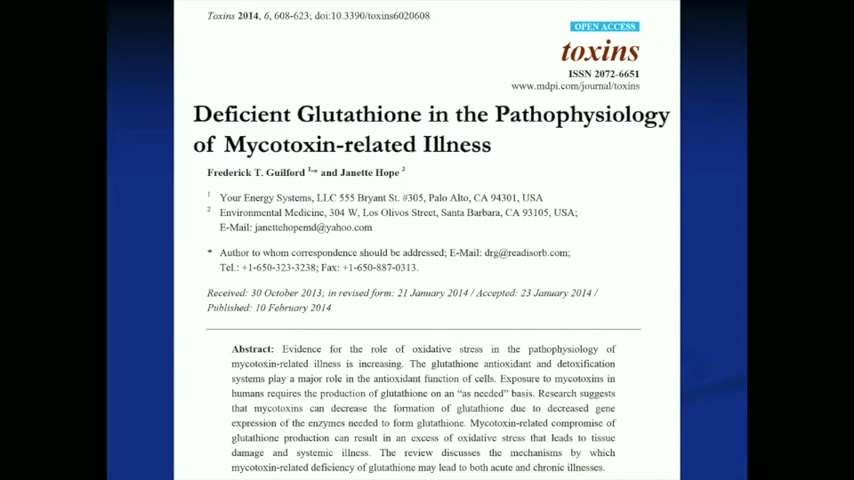 Toxins 2014, 6, 608-623; doi:10.3390/toxins6020608
OPEN ACCESS
toxins
ISSN 2072-6651
www.mdpi.com/journal/toxins
Deficient Glutathione in the Pathophysiology
of Mycotoxin-related Illness
Frederick T. Guilford 1,* and Janette Hope 2
1 Your Energy Systems, LLC 555 Bryant St. #305, Palo Alto, CA 94301, USA
2 Environmental Medicine, 304 W, Los Olivos Street, Santa Barbara, CA 93105, USA;
E-Mail: janettehopemd@yahoo.com
* Author to whom correspondence should be addressed; E-Mail: drg@readisorb.com;
Tel.: +1-650-323-3238; Fax: +1-650-887-0313.
Received: 30 October 2013; in revised form: 21 January 2014 / Accepted: 23 January 2014 /
Published: 10 February 2014
Abstract: Evidence for the role of oxidative stress in the pathophysiology of
mycotoxin-related illness is increasing. The glutathione antioxidant and detoxification
systems play a major role in the antioxidant function of cells. Exposure to mycotoxins in
humans requires the production of glutathione on an “as needed” basis. Research suggests
that mycotoxins can decrease the formation of glutathione due to decreased gene
expression of the enzymes needed to form glutathione. Mycotoxin-related compromise of
glutathione production can result in an excess of oxidative stress that leads to tissue
damage and systemic illness. The review discusses the mechanisms by which
mycotoxin-related deficiency of glutathione may lead to both acute and chronic illnesses.